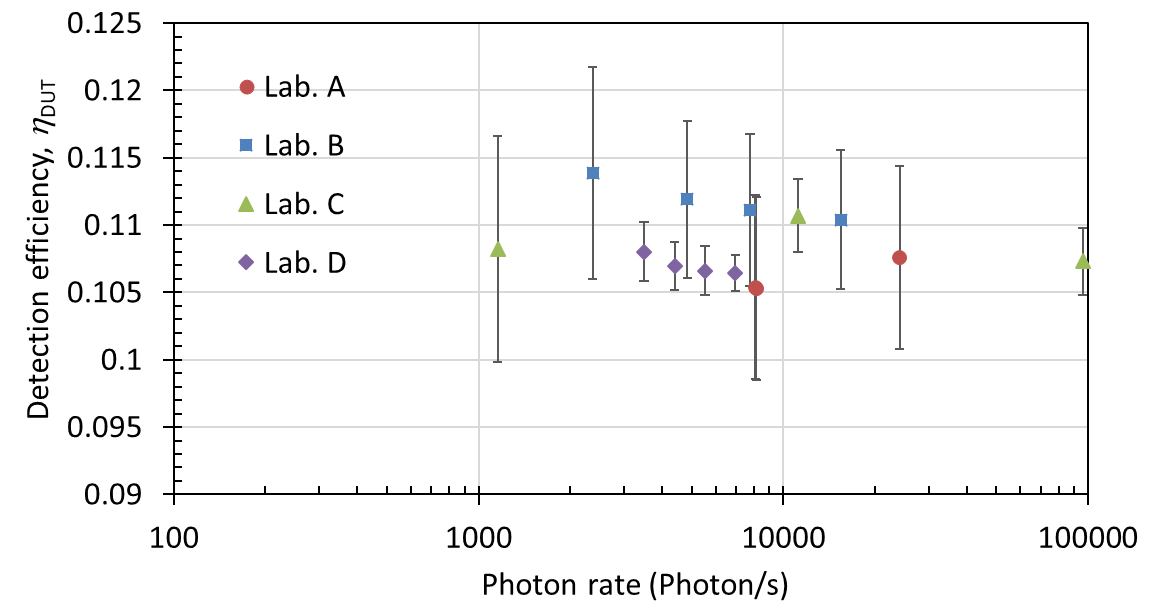 Detection efficiency, ηDUT
0.125
0.12
0.115
0.11
0.105
0.1
0.095
0.09
Lab. A
Lab. B
Lab. C
Lab. D
100
1000
10000
100000
Photon rate (Photon/s)